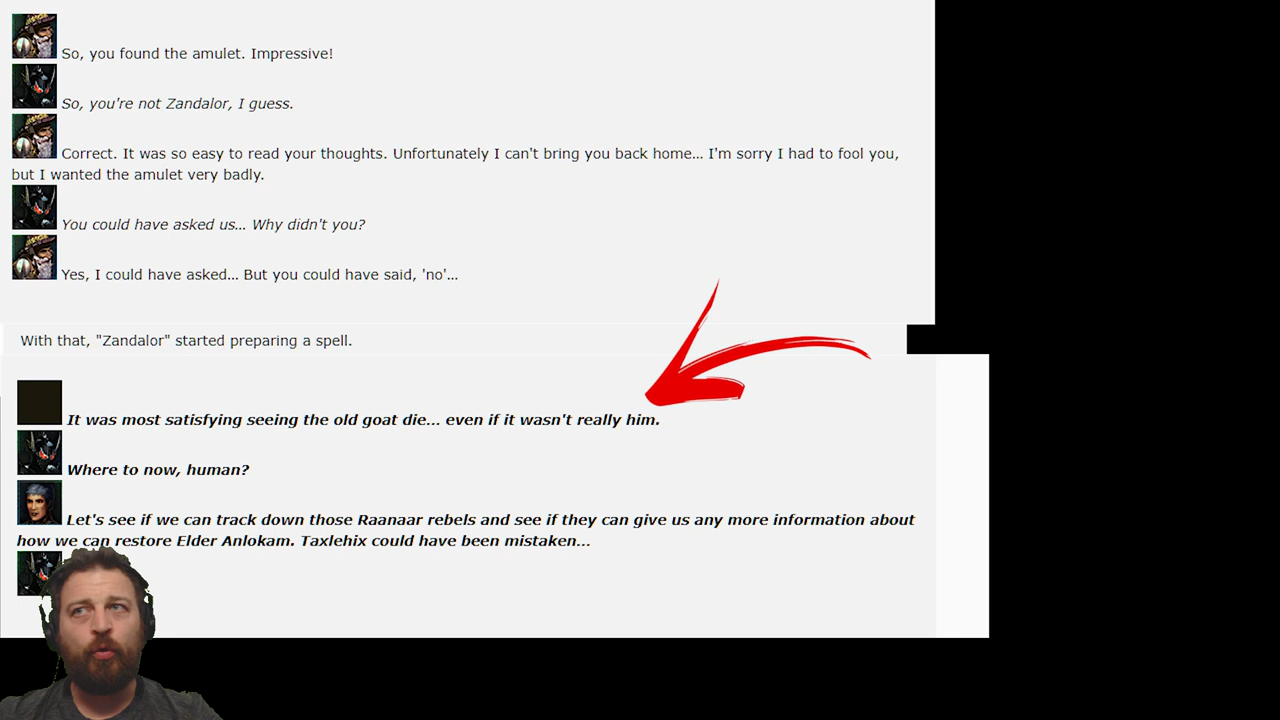 So, you found the amulet. Impressive!
So, you're not Zandalor, I guess.
Correct. It was so easy to read your thoughts. Unfortunately I can't bring you back home... I'm sorry I had to fool you,
but I wanted the amulet very badly.
You could have asked us... Why didn't you?
Yes, I could have asked... But you could have said, 'no'...
With that, "Zandalor" started preparing a spell.
It was most satisfying seeing the old goat die... even if it wasn't really him.
Where to now, human?
Let's see if we can track down those Raanaar rebels and see if they can give us any more information about
how we can restore Elder Anlokam. Taxlehix could have been mistaken...